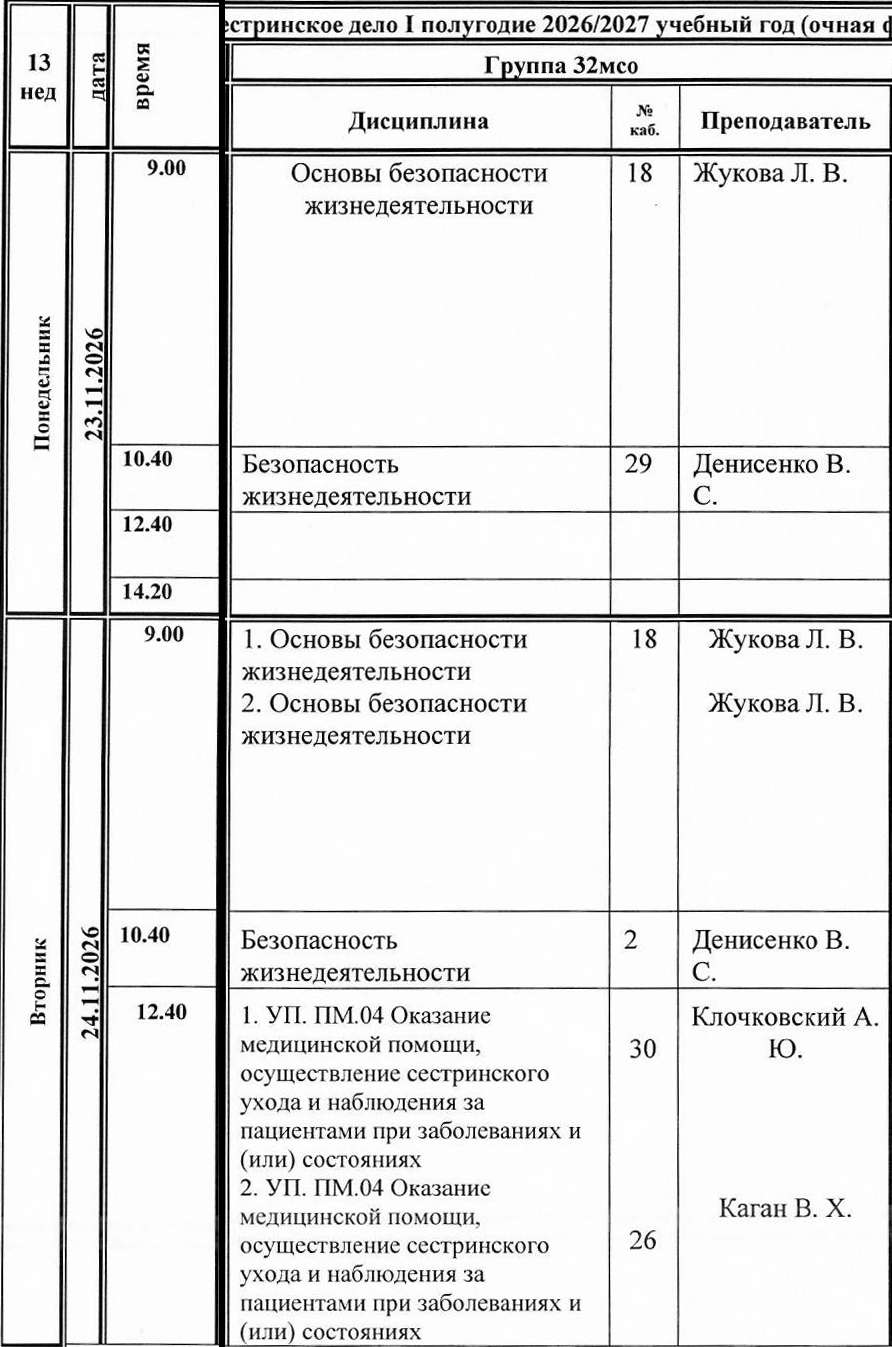 13
нед
дата
время
естринское дело I полугодие 2026/2027 учебный год (очная ф
Группа 32мсо
Дисциплина
№
каб.
Преподаватель
Понедельник
23.11.2026
9.00
Основы безопасности
жизнедеятельности
18
Жукова Л. В.
10.40
Безопасность
жизнедеятельности
29
Денисенко В.
С.
12.40
14.20
Вторник
24.11.2026
9.00
1. Основы безопасности
жизнедеятельности
2. Основы безопасности
жизнедеятельности
18
Жукова Л. В.
Жукова Л. В.
10.40
Безопасность
жизнедеятельности
2
Денисенко В.
С.
12.40
1. УП. ПМ.04 Оказание
медицинской помощи,
осуществление сестринского
ухода и наблюдения за
пациентами при заболеваниях и
(или) состояниях
30
Клочковский А.
Ю.
2. УП. ПМ.04 Оказание
медицинской помощи,
осуществление сестринского
ухода и наблюдения за
пациентами при заболеваниях и
(или) состояниях
26
Каган В. Х.